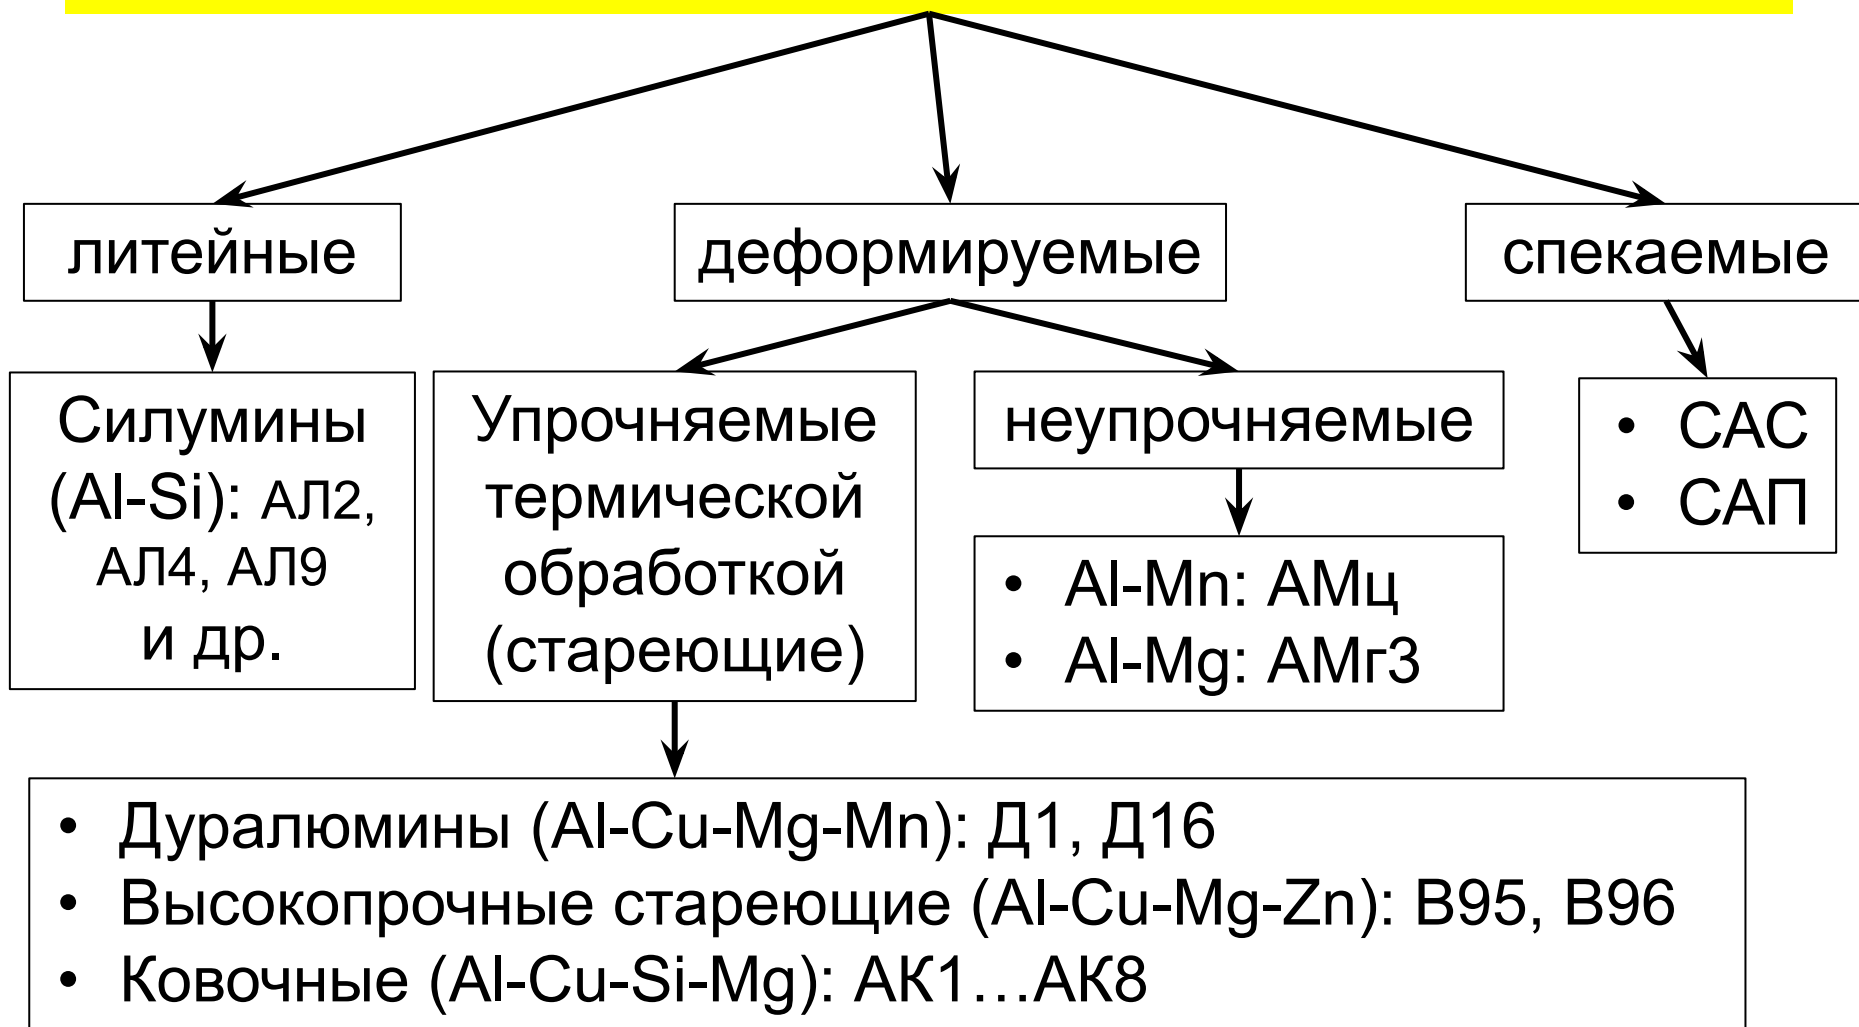 литейные
деформируемые
спекаемые
Силумины
(Al-Si): АЛ2,
АЛ4, АЛ9
и др.
Упрочняемые
термической
обработкой
(стареющие)
неупрочняемые
• Al-Mn: АМц
• Al-Mg: АМг3
• САС
• САП
• Дуралюмины (Al-Cu-Mg-Mn): Д1, Д16
• Высокопрочные стареющие (Al-Cu-Mg-Zn): В95, В96
• Ковочные (Al-Cu-Si-Mg): АК1…АК8